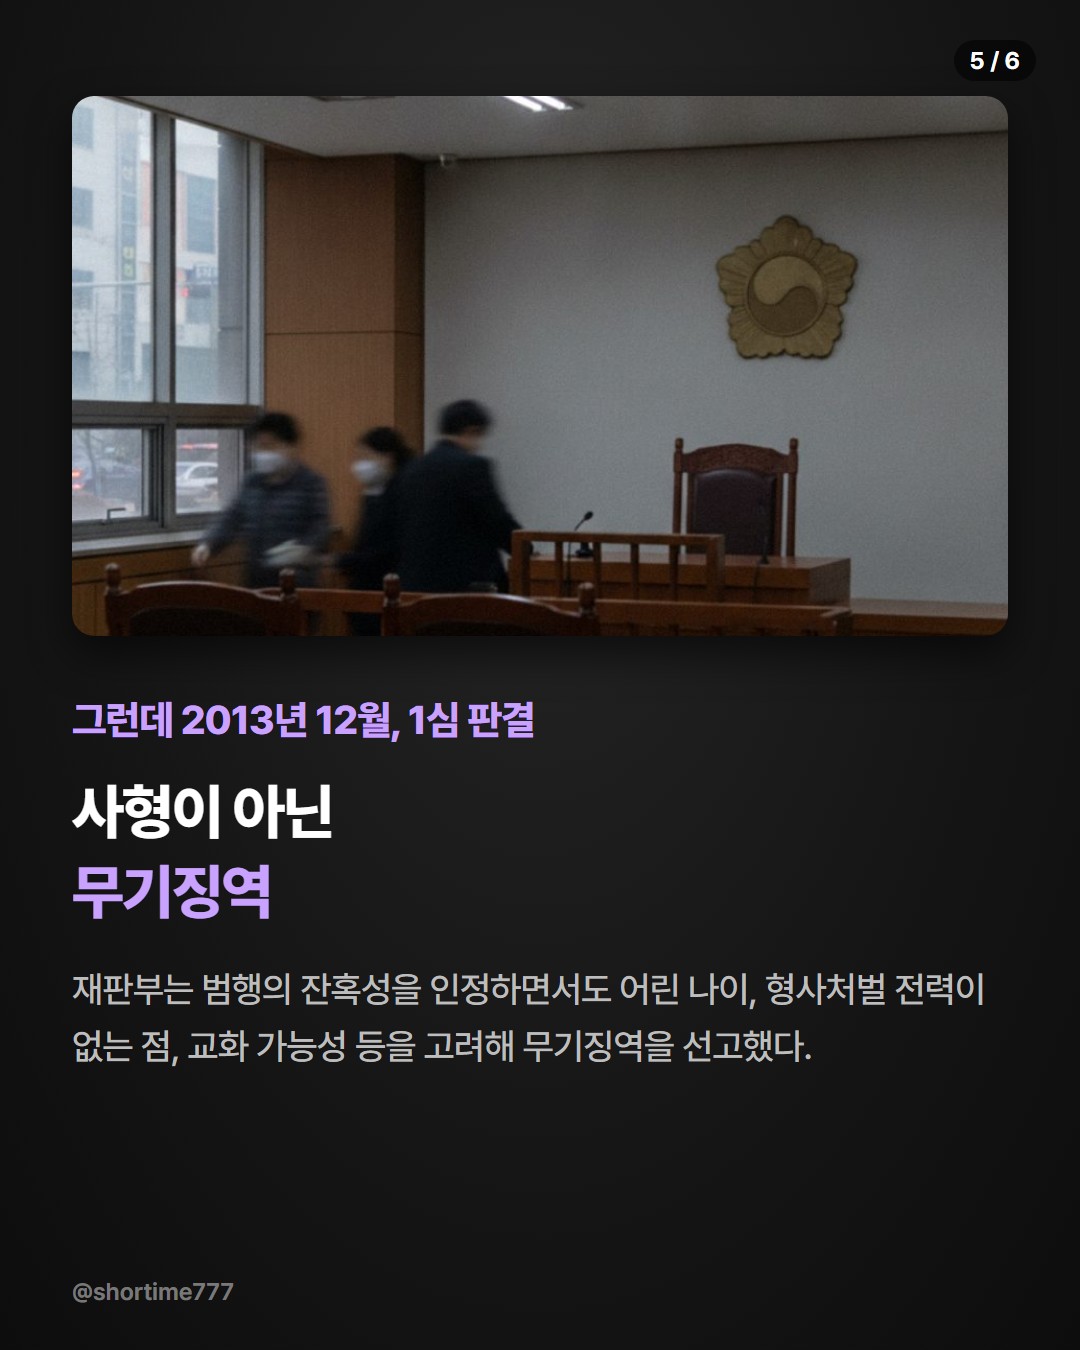 5 / 6
그런데 2013년 12월, 1심 판결
사형이 아닌
무기징역
재판부는 범행의 잔혹성을 인정하면서도 어린 나이, 형사처벌 전력이
없는 점, 교화 가능성 등을 고려해 무기징역을 선고했다.
@shortime777